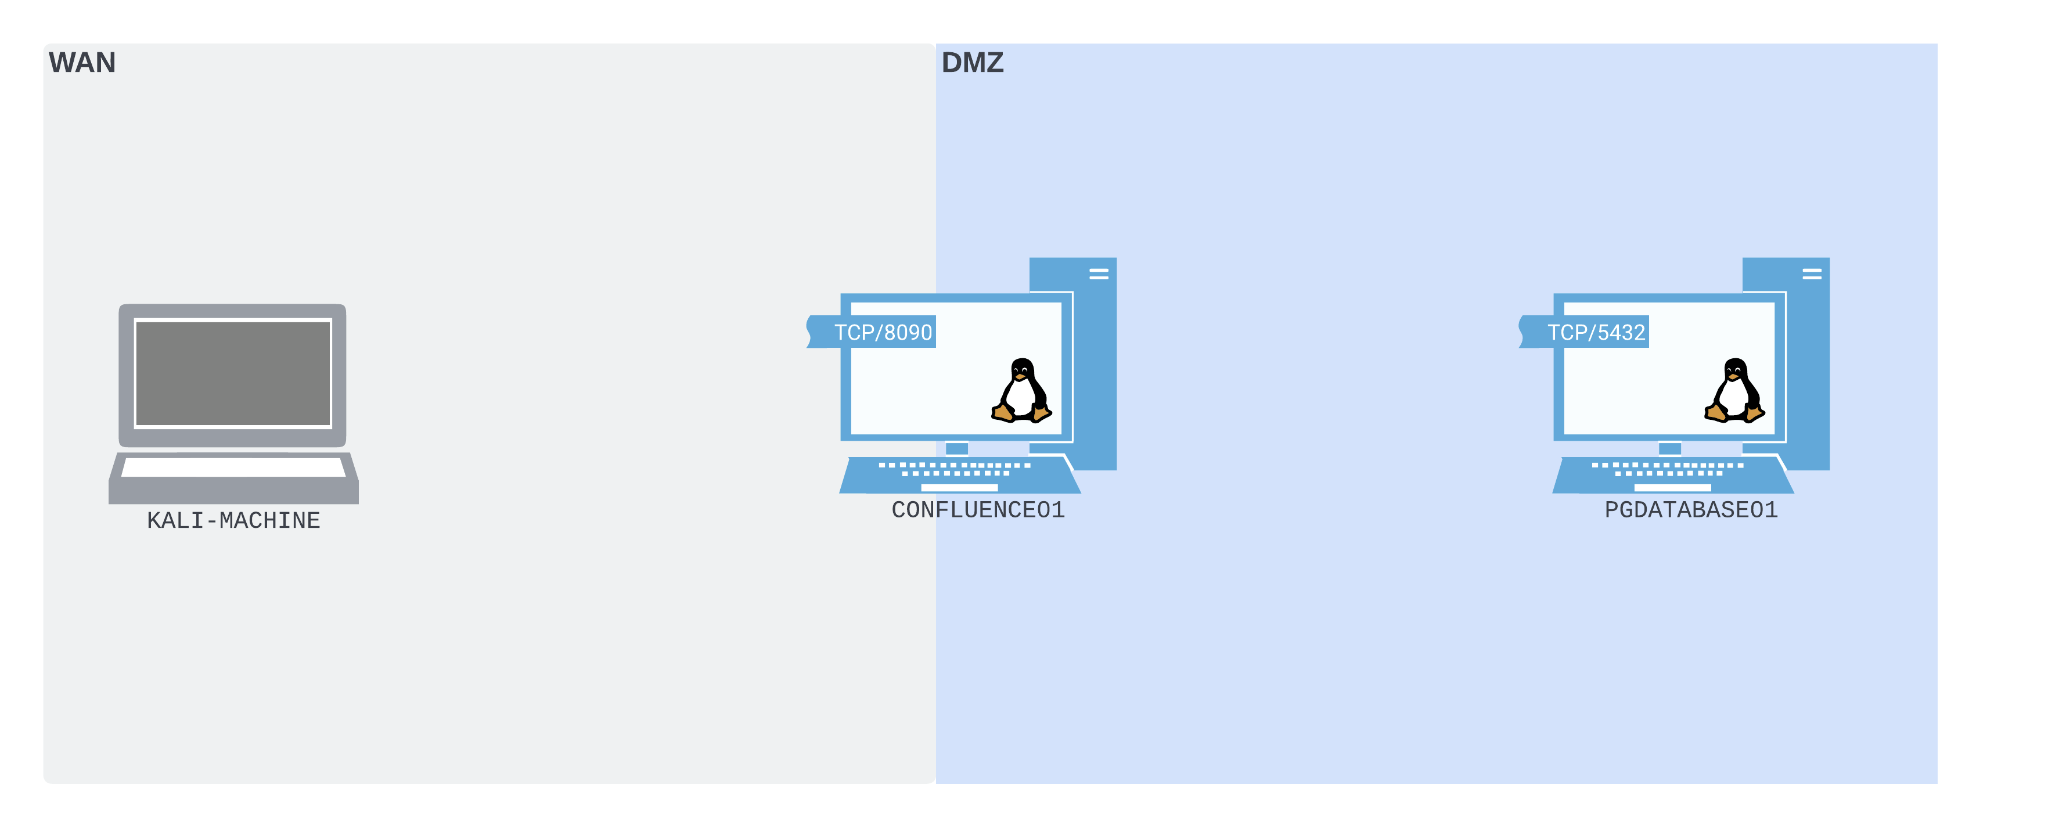 WAN
DMZ
TCP/8090
TCP/5432
KALI-MACHINE
CONFLUENCE01
PGDATABASE01